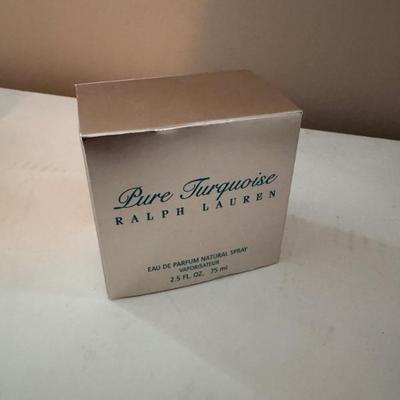 Pure Turquoise
RALPH LAUREN
EAU DE PARFUM NATURAL SPRAY
VAPORISATEUR
2.5 FL. OZ. 75 ml